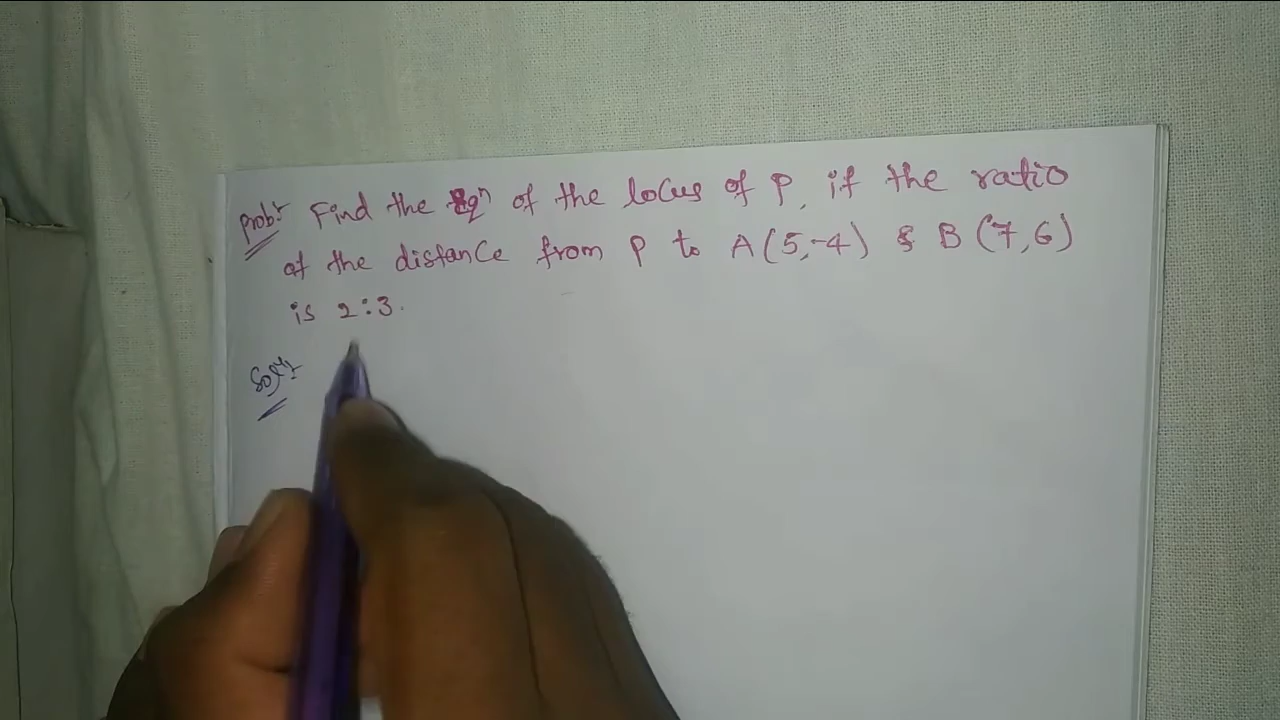 Prob:- Find the Eqn of the locus of P, if the ratio
of the distance from P to A(5,-4) & B(7,6)
is 2:3.
Sol:-